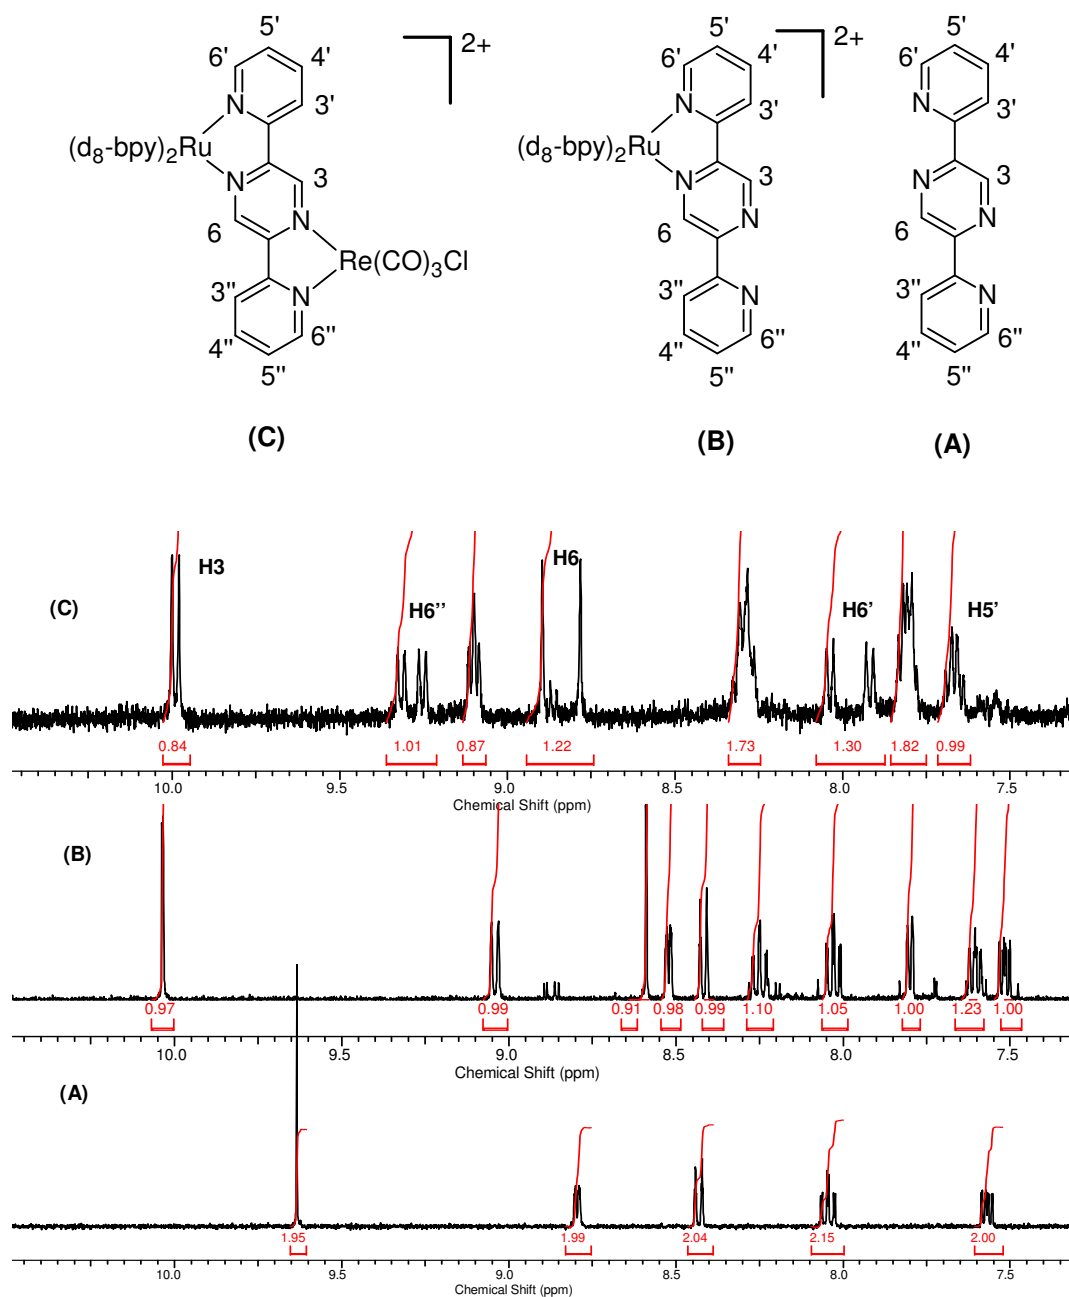 5' 2+ 5' 2+ 5'
6' 4' 6' 4' 6' 4'
N 3' N 3' N 3'
(d8-bpy)2Ru (d8-bpy)2Ru
N 3 N 3 N 3
6 N 6 N 6 N
Re(CO)3Cl
3" N 3" N 3" N
4" 6" 4" 6" 4" 6"
5" 5" 5"
(C) (B) (A)
(C) H3 H6'' H6 H6' H5'
0.84 1.01 0.87 1.22 1.73 1.30 1.82 0.99
10.0 9.5 9.0 8.5 8.0 7.5
Chemical Shift (ppm)
(B)
0.97 0.99 0.91 0.98 0.99 1.10 1.05 1.00 1.23 1.00
10.0 9.5 9.0 8.5 8.0 7.5
Chemical Shift (ppm)
(A)
1.95 1.99 2.04 2.15 2.00
10.0 9.5 9.0 8.5 8.0 7.5
Chemical Shift (ppm)